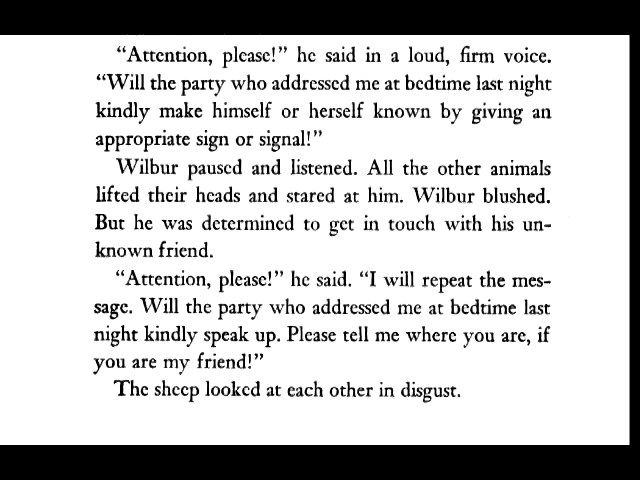 “Attention, please!” he said in a loud, firm voice.
“Will the party who addressed me at bedtime last night
kindly make himself or herself known by giving an
appropriate sign or signal!”
Wilbur paused and listened. All the other animals
lifted their heads and stared at him. Wilbur blushed.
But he was determined to get in touch with his un-
known friend.
“Attention, please!” he said. “I will repeat the mes-
sage. Will the party who addressed me at bedtime last
night kindly speak up. Please tell me where you are, if
you are my friend!”
The sheep looked at each other in disgust.